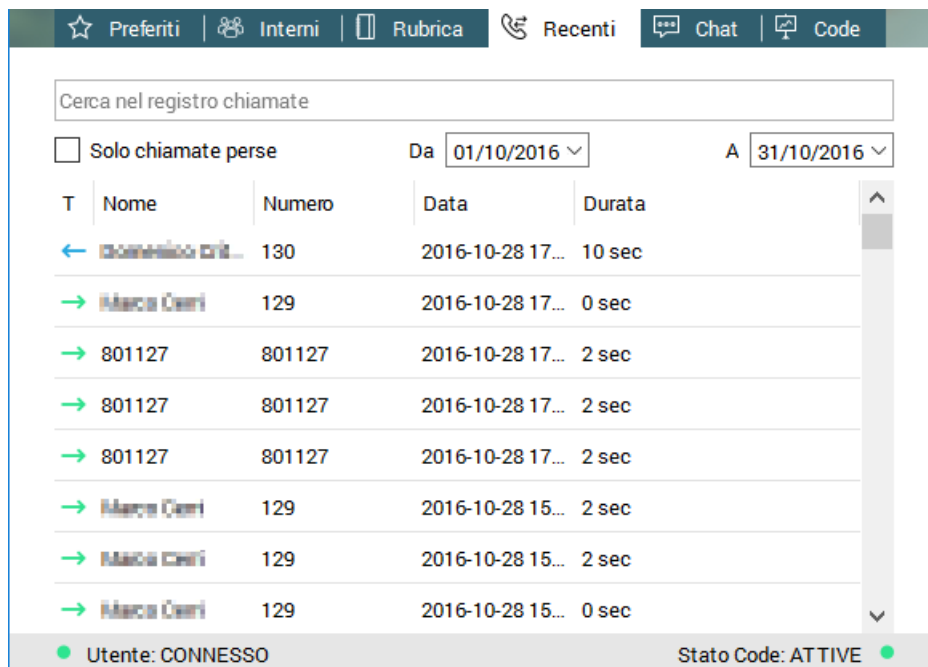 Preferiti Interni Rubrica Recenti Chat Code
Cerca nel registro chiamate
Solo chiamate perse Da 01/10/2016 A 31/10/2016
T Nome Numero Data Durata
130 2016-10-28 17... 10 sec
129 2016-10-28 17... 0 sec
801127 801127 2016-10-28 17... 2 sec
801127 801127 2016-10-28 17... 2 sec
801127 801127 2016-10-28 17... 2 sec
129 2016-10-28 15... 2 sec
129 2016-10-28 15... 2 sec
129 2016-10-28 15... 0 sec
Utente: CONNESSO Stato Code: ATTIVE